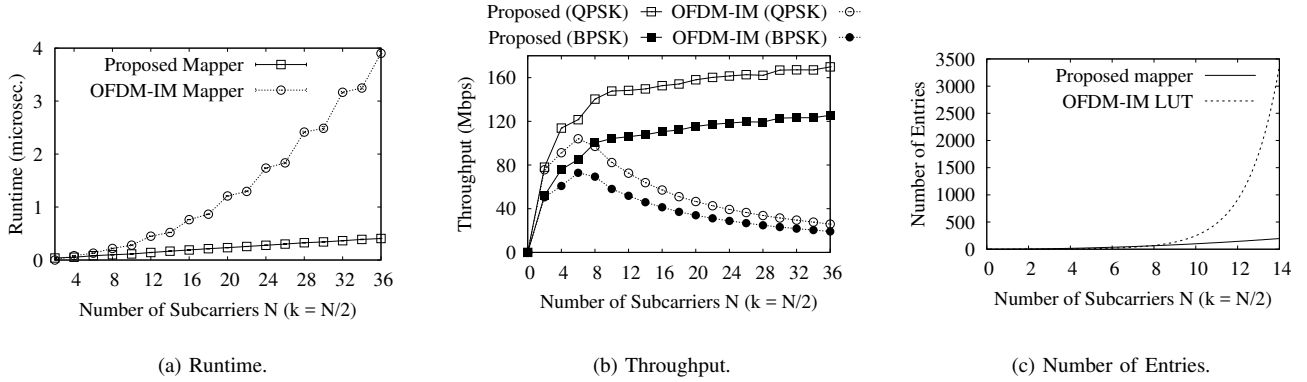 4
3
2
1
0
4 8 12 16 20 24 28 32 36
Runtime (microsec.)
Number of Subcarriers N (k = N/2)
Proposed Mapper
OFDM-IM Mapper
(a) Runtime.
Proposed (QPSK) OFDM-IM (QPSK)
Proposed (BPSK) OFDM-IM (BPSK)
160
120
80
40
0
0 4 8 12 16 20 24 28 32 36
Throughput (Mbps)
Number of Subcarriers N (k = N/2)
(b) Throughput.
3500
3000
2500
2000
1500
1000
500
0
0 2 4 6 8 10 12 14
Number of Entries
Number of Subcarriers N (k = N/2)
Proposed mapper
OFDM-IM LUT
(c) Number of Entries.